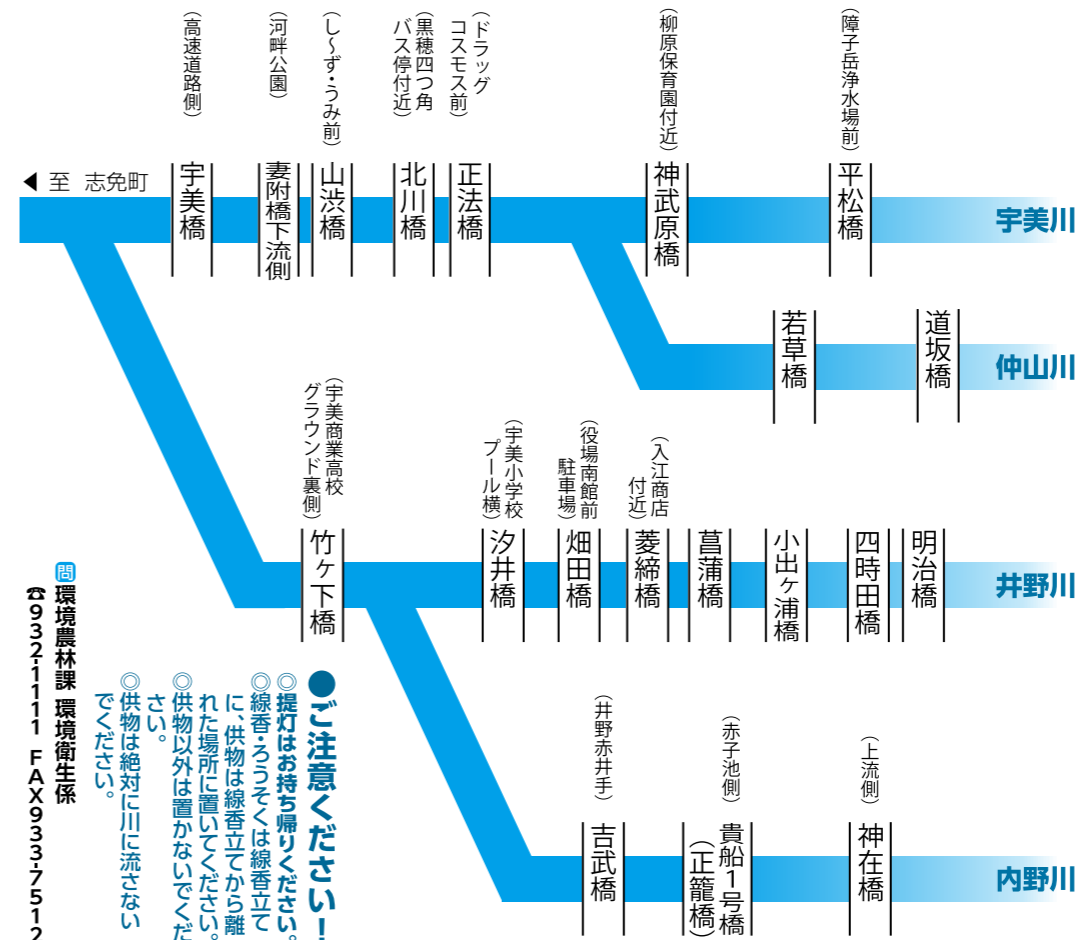 （高速道路側）
宇美橋
（河畔公園）
妻附橋下流側
（し～ず・うみ前）
山渋橋
（黒穂四つ角
バス停付近）
北川橋
（ドラッグ
コスモス前）
正法橋
（柳原保育園付近）
神武原橋
（障子岳浄水場前）
平松橋
◀ 至 志免町
宇美川
若草橋
道坂橋
仲山川
（宇美商業高校
グラウンド裏側）
竹ヶ下橋
（宇美小学校
プール横）
汐井橋
（役場南館前
駐車場）
畑田橋
（入江商店
付近）
菱締橋
菖蒲橋
小出ヶ浦橋
四時田橋
明治橋
井野川
（井野赤井手）
吉武橋
（赤子池側）
貴船1号橋
（正籠橋）
（上流側）
神在橋
内野川
●ご注意ください！
◎提灯はお持ち帰りください。
◎線香・ろうそくは線香立て
に、供物は線香立てから離
れた場所に置いてください。
◎供物以外は置かないでくだ
さい。
◎供物は絶対に川に流さない
でください。
問 環境農林課 環境衛生係
☎932-1111 FAX933-7512